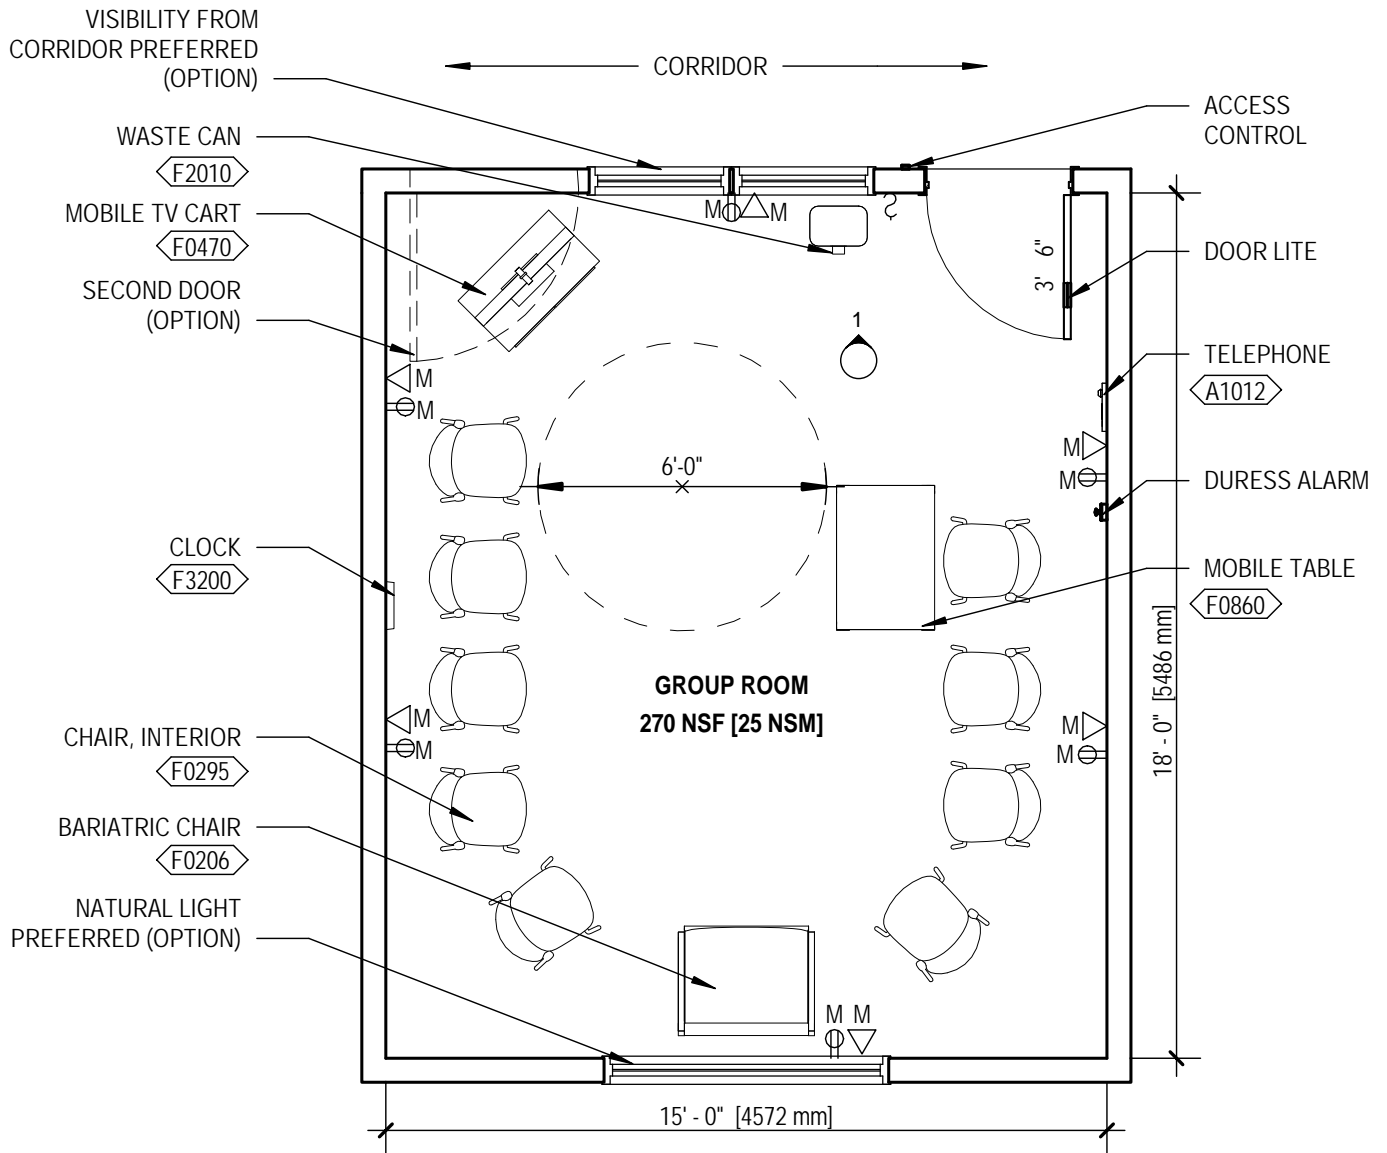 VISIBILITY FROM
CORRIDOR PREFERRED
(OPTION)
CORRIDOR
ACCESS
CONTROL
WASTE CAN
F2010
MOBILE TV CART
F0470
SECOND DOOR
(OPTION)
M
M
3' 6"
DOOR LITE
1
TELEPHONE
A1012
M
M
6'-0"
M
M
DURESS ALARM
CLOCK
F3200
MOBILE TABLE
F0860
GROUP ROOM
270 NSF [25 NSM]
18' - 0" [5486 mm]
M
M
M
M
CHAIR, INTERIOR
F0295
BARIATRIC CHAIR
F0206
NATURAL LIGHT
PREFERRED (OPTION)
M M
15' - 0" [4572 mm]